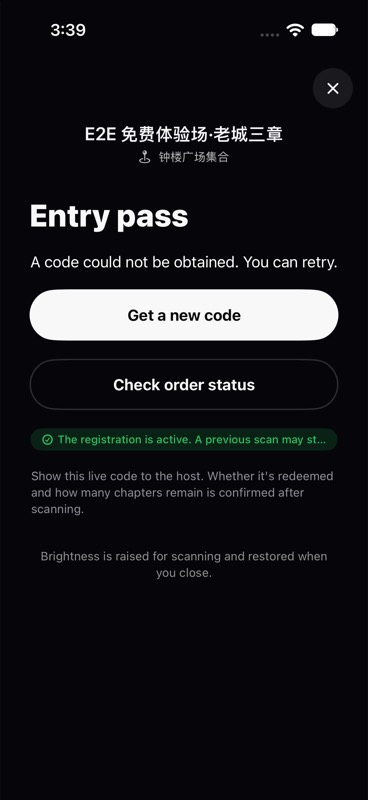 3:39
E2E 免费体验场·老城三章
钟楼广场集合
Entry pass
A code could not be obtained. You can retry.
Get a new code
Check order status
The registration is active. A previous scan may st...
Show this live code to the host. Whether it's redeemed
and how many chapters remain is confirmed after
scanning.
Brightness is raised for scanning and restored when
you close.